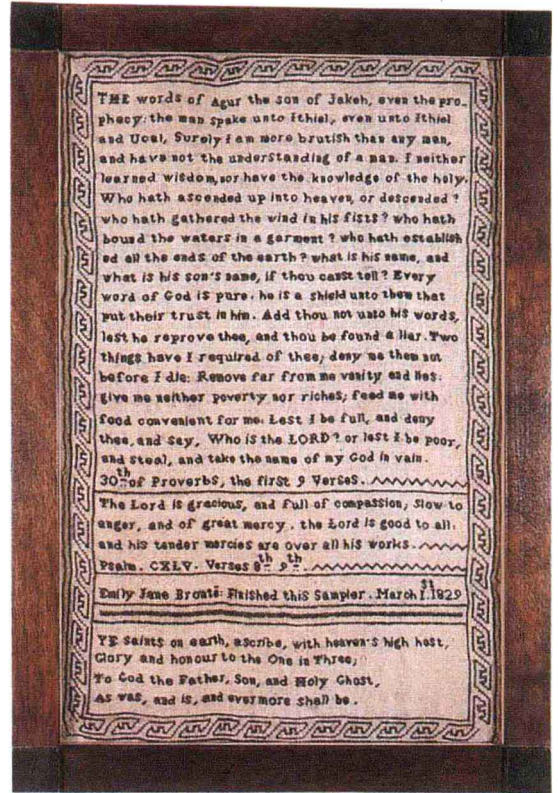 THE words of Agur the son of Jakeh, even the pro-
phecy: the man spake unto Ithiel, even unto Ithiel
and Ucal, Surely I am more brutish than any man,
and have not the understanding of a man. I neither
learned wisdom, nor have the knowledge of the holy.
Who hath ascended up into heaven, or descended?
who hath gathered the wind in his fists? who hath
bound the waters in a garment? who hath establish
ed all the ends of the earth? what is his name, and
what is his son's name, if thou canst tell? Every
word of God is pure. he is a shield unto them that
put their trust in him. Add thou not unto his words,
lest he reprove thee, and thou be found a liar. Two
things have I required of thee; deny me them not
before I die: Remove far from me vanity and lies:
give me neither poverty nor riches; feed me with
food convenient for me. Lest I be full, and deny
thee, and say, Who is the LORD? or lest I be poor,
and steal, and take the name of my God in vain.
30th of Proverbs, the first 9 Verses.
The Lord is gracious, and full of compassion; slow to
anger, and of great mercy. the Lord is good to all:
and his tender mercies are over all his works.
Psalm. CXLV. Verses 8th 9th.
Emily Jane Brontë: Finished this Sampler. March 1st 1829
YE saints on earth, ascribe, with heaven's high host,
Glory and honour to the One in Three;
To God the Father, Son, and Holy Ghost,
As was, and is, and evermore shall be.